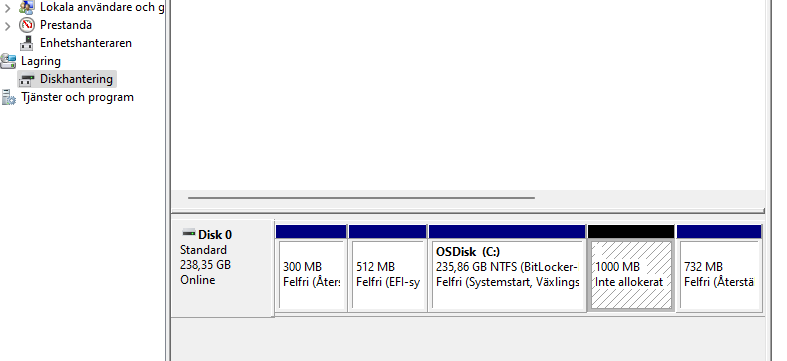 Lokala användare och g
Prestanda
Enhetshanteraren
Lagring
Diskhantering
Tjänster och program
Disk 0
Standard
238,35 GB
Online
300 MB
Felfri (Åters
512 MB
Felfri (EFI-sy
OSDisk (C:)
235,86 GB NTFS (BitLocker-
Felfri (Systemstart, Växlings
1000 MB
Inte allokerat
732 MB
Felfri (Återstä